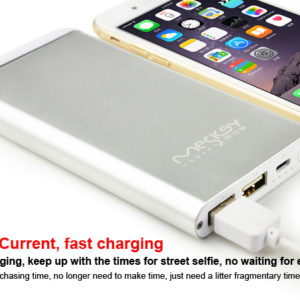 Meckey
Current, fast charging
ging, keep up with the times for street selfie, no waiting for e
chasing time, no longer need to make time, just need a litter fragmentary time